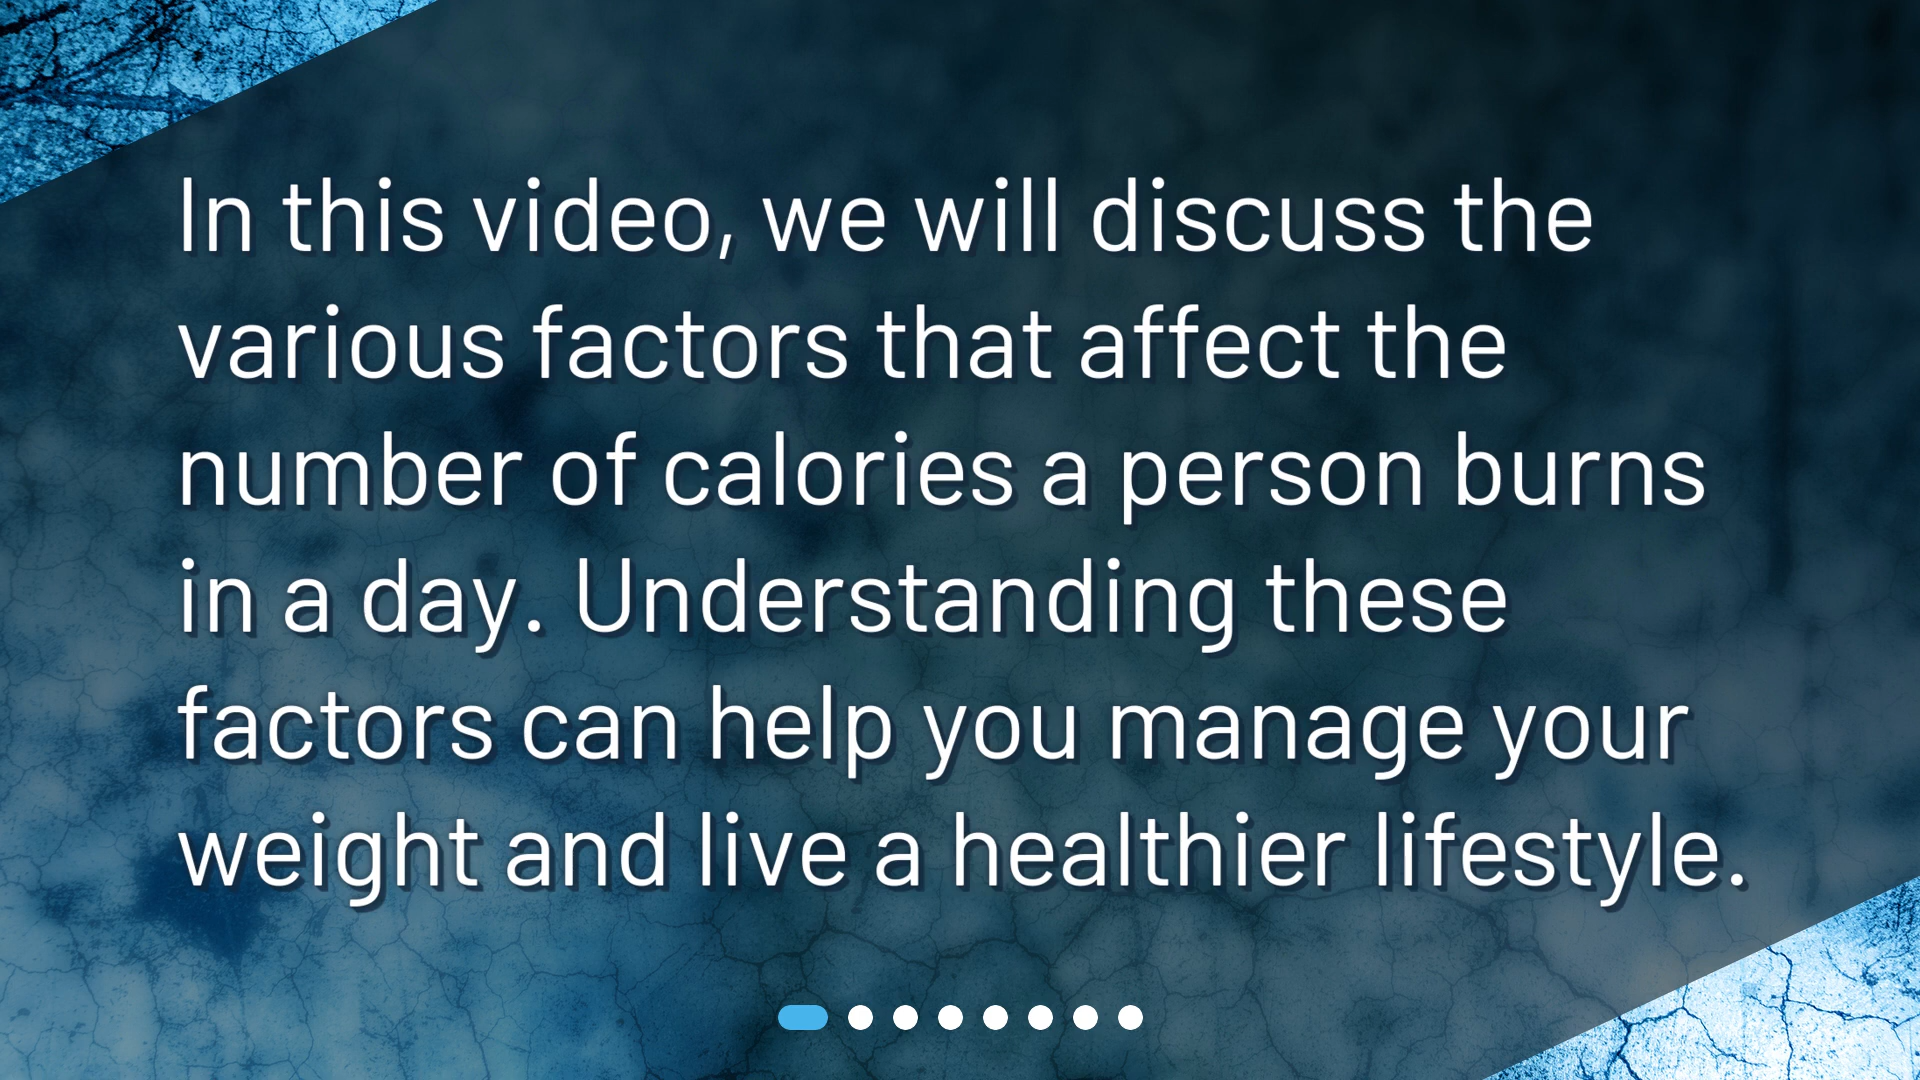 In this video, we will discuss the
various factors that affect the
number of calories a person burns
in a day. Understanding these
factors can help you manage your
weight and live a healthier lifestyle.